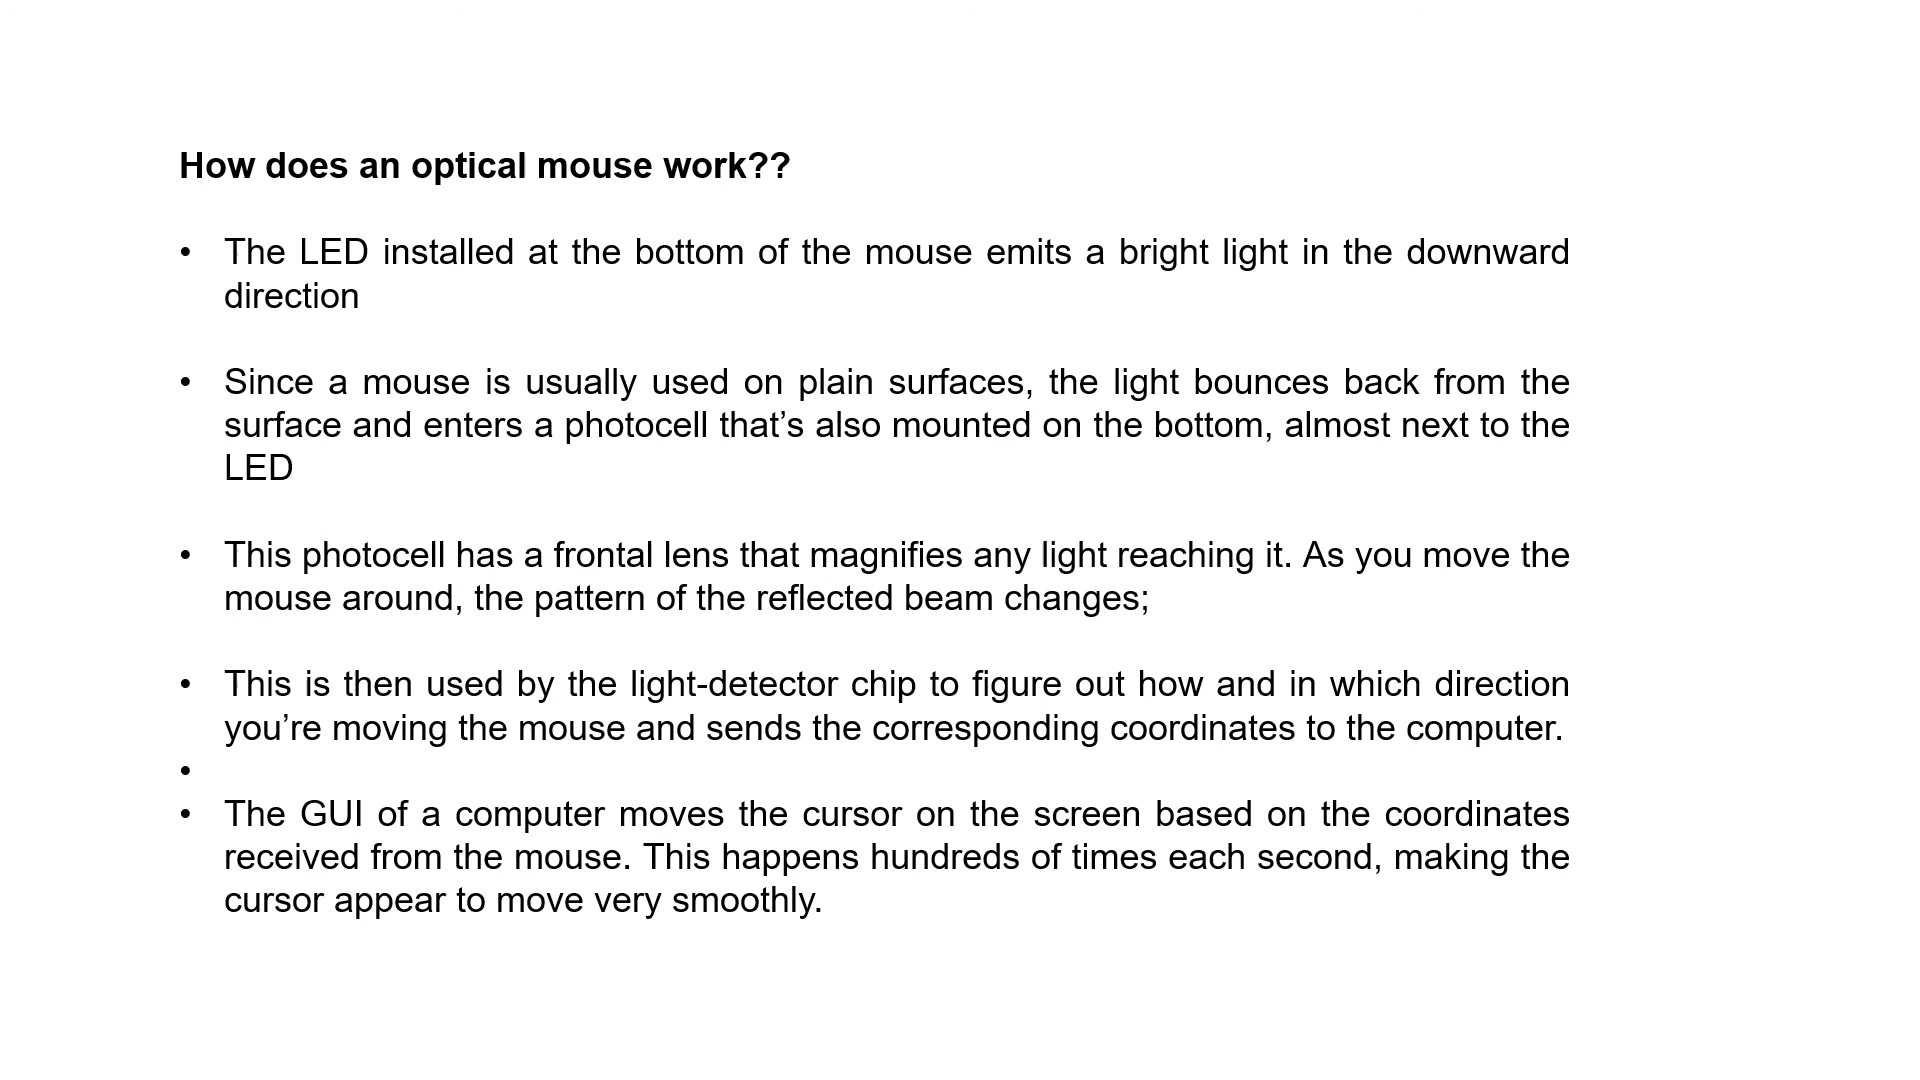 How does an optical mouse work??
• The LED installed at the bottom of the mouse emits a bright light in the downward
direction
• Since a mouse is usually used on plain surfaces, the light bounces back from the
surface and enters a photocell that’s also mounted on the bottom, almost next to the
LED
• This photocell has a frontal lens that magnifies any light reaching it. As you move the
mouse around, the pattern of the reflected beam changes;
• This is then used by the light-detector chip to figure out how and in which direction
you’re moving the mouse and sends the corresponding coordinates to the computer.
•
• The GUI of a computer moves the cursor on the screen based on the coordinates
received from the mouse. This happens hundreds of times each second, making the
cursor appear to move very smoothly.